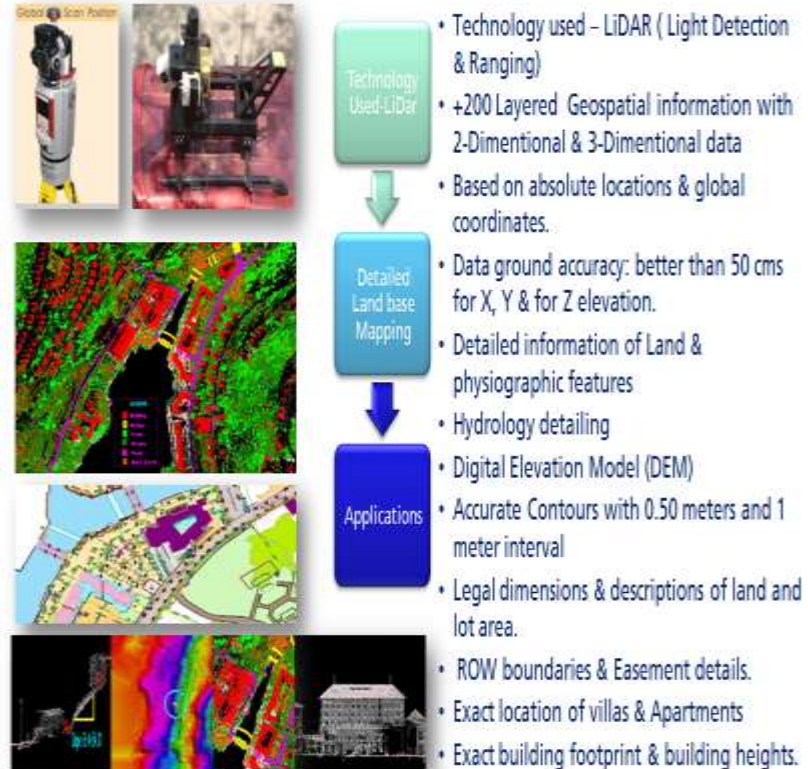 Global Scan Position
Technology
Used-LiDar
Detailed
Land base
Mapping
Applications
• Technology used – LiDAR ( Light Detection
& Ranging)
• +200 Layered Geospatial information with
2-Dimentional & 3-Dimentional data
• Based on absolute locations & global
coordinates.
• Data ground accuracy: better than 50 cms
for X, Y & for Z elevation.
• Detailed information of Land &
physiographic features
• Hydrology detailing
• Digital Elevation Model (DEM)
• Accurate Contours with 0.50 meters and 1
meter interval
• Legal dimensions & descriptions of land and
lot area.
• ROW boundaries & Easement details.
• Exact location of villas & Apartments
• Exact building footprint & building heights.